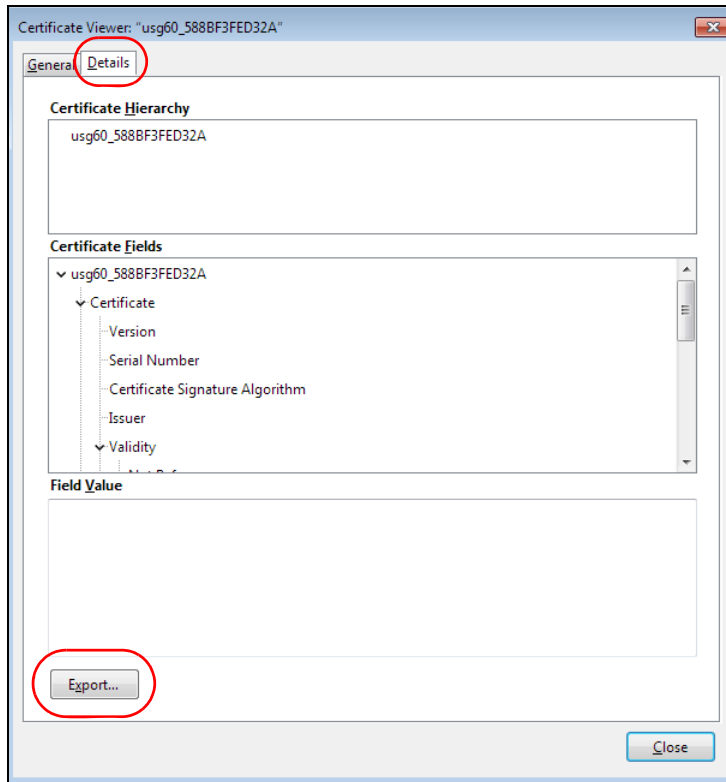 Certificate Viewer: "usg60_588BF3FED32A"
General Details
Certificate Hierarchy
usg60_588BF3FED32A
Certificate Fields
usg60_588BF3FED32A
Certificate
Version
Serial Number
Certificate Signature Algorithm
Issuer
Validity
Field Value
Export...
Close